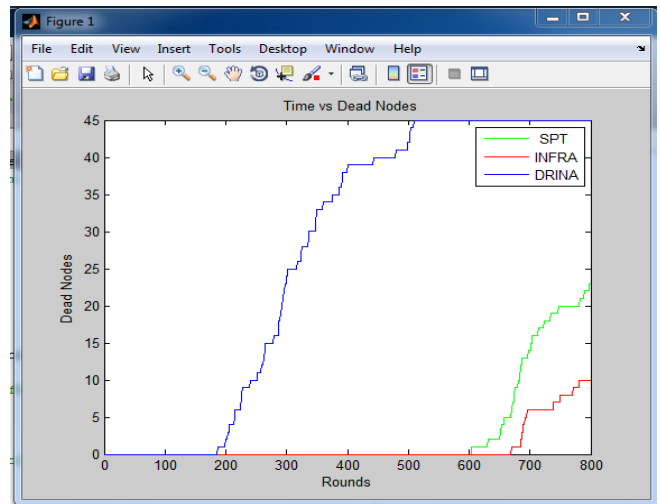 Figure 1
File Edit View Insert Tools Desktop Window Help
Time vs Dead Nodes
45
40
35
30
25
20
15
10
5
0
Dead Nodes
SPT
INFRA
DRINA
0 100 200 300 400 500 600 700 800
Rounds